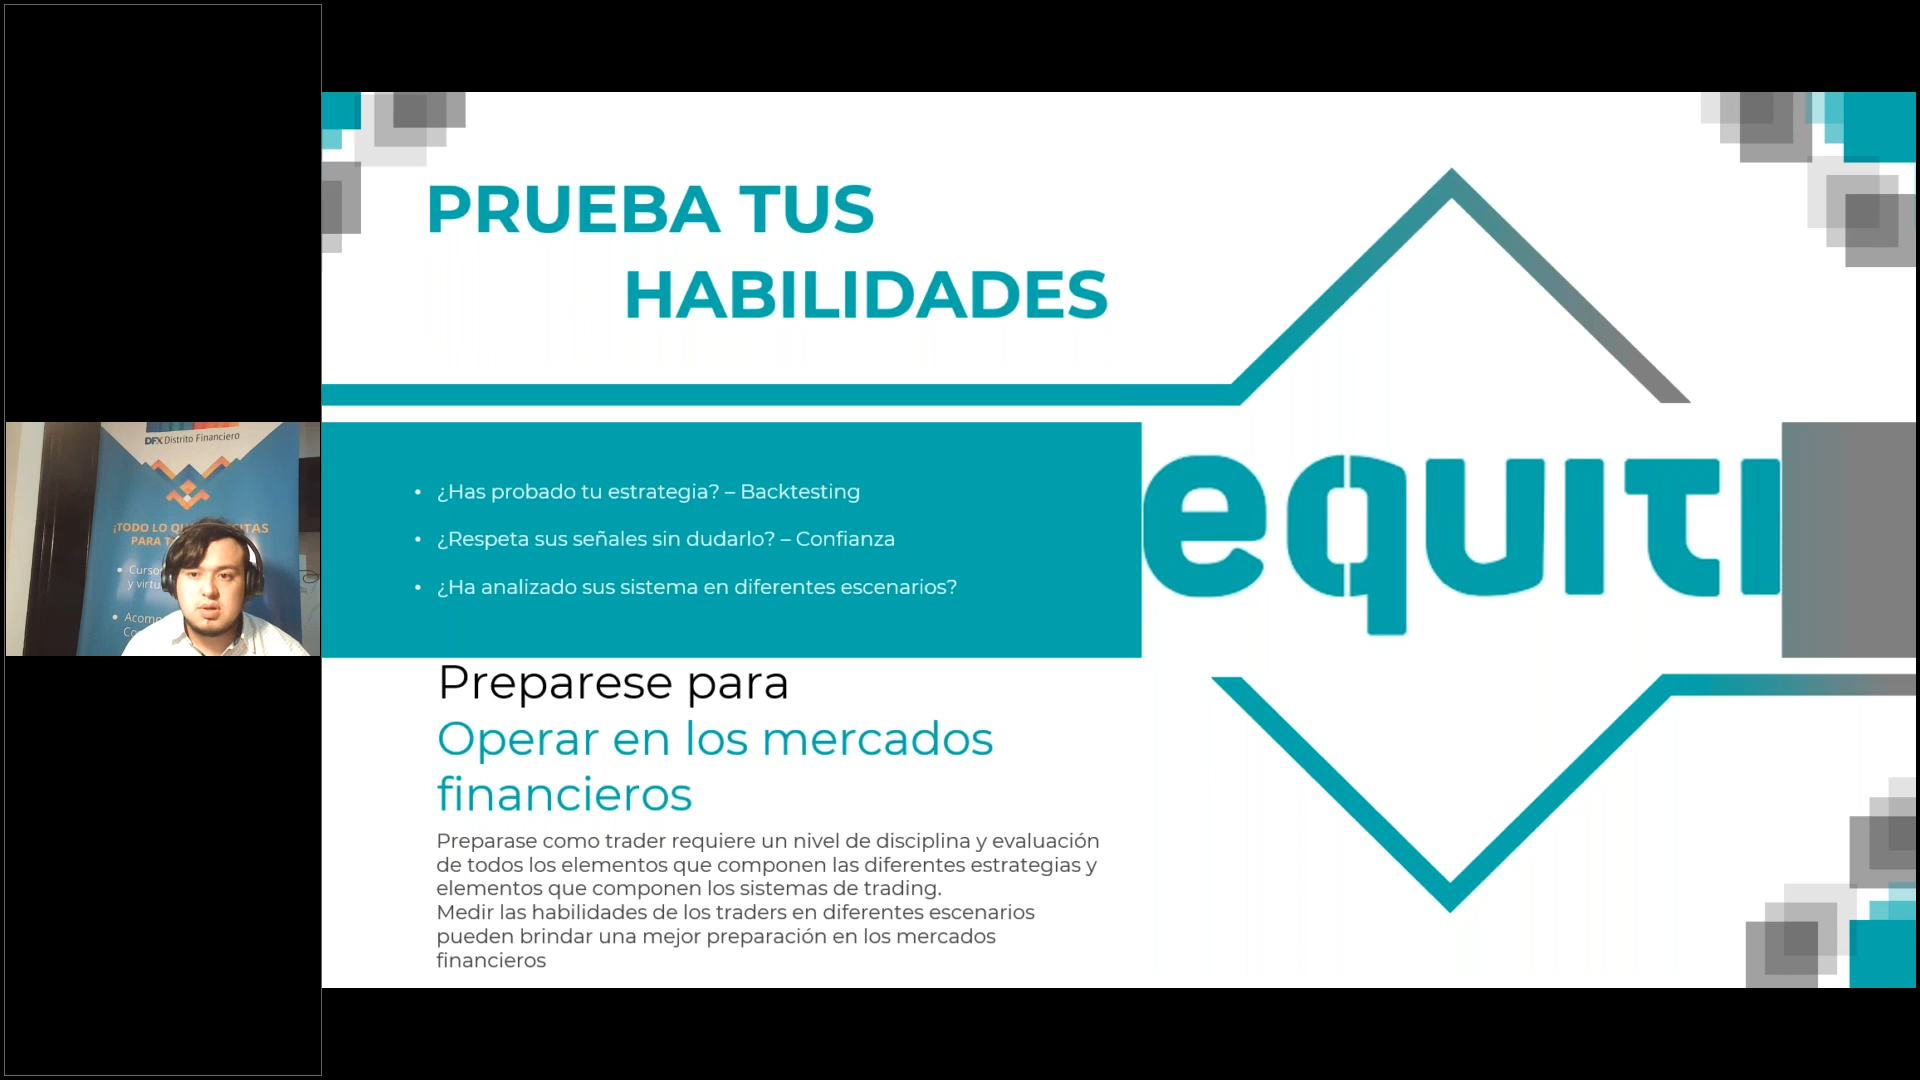 PRUEBA TUS
HABILIDADES
• ¿Has probado tu estrategia? – Backtesting
• ¿Respeta sus señales sin dudarlo? – Confianza
• ¿Ha analizado sus sistema en diferentes escenarios?
equiti
Preparese para
Operar en los mercados
financieros
Preparase como trader requiere un nivel de disciplina y evaluación
de todos los elementos que componen las diferentes estrategias y
elementos que componen los sistemas de trading.
Medir las habilidades de los traders en diferentes escenarios
pueden brindar una mejor preparación en los mercados
financieros
DFX Distrito Financiero
¡TODO LO
PARA
•
y
•